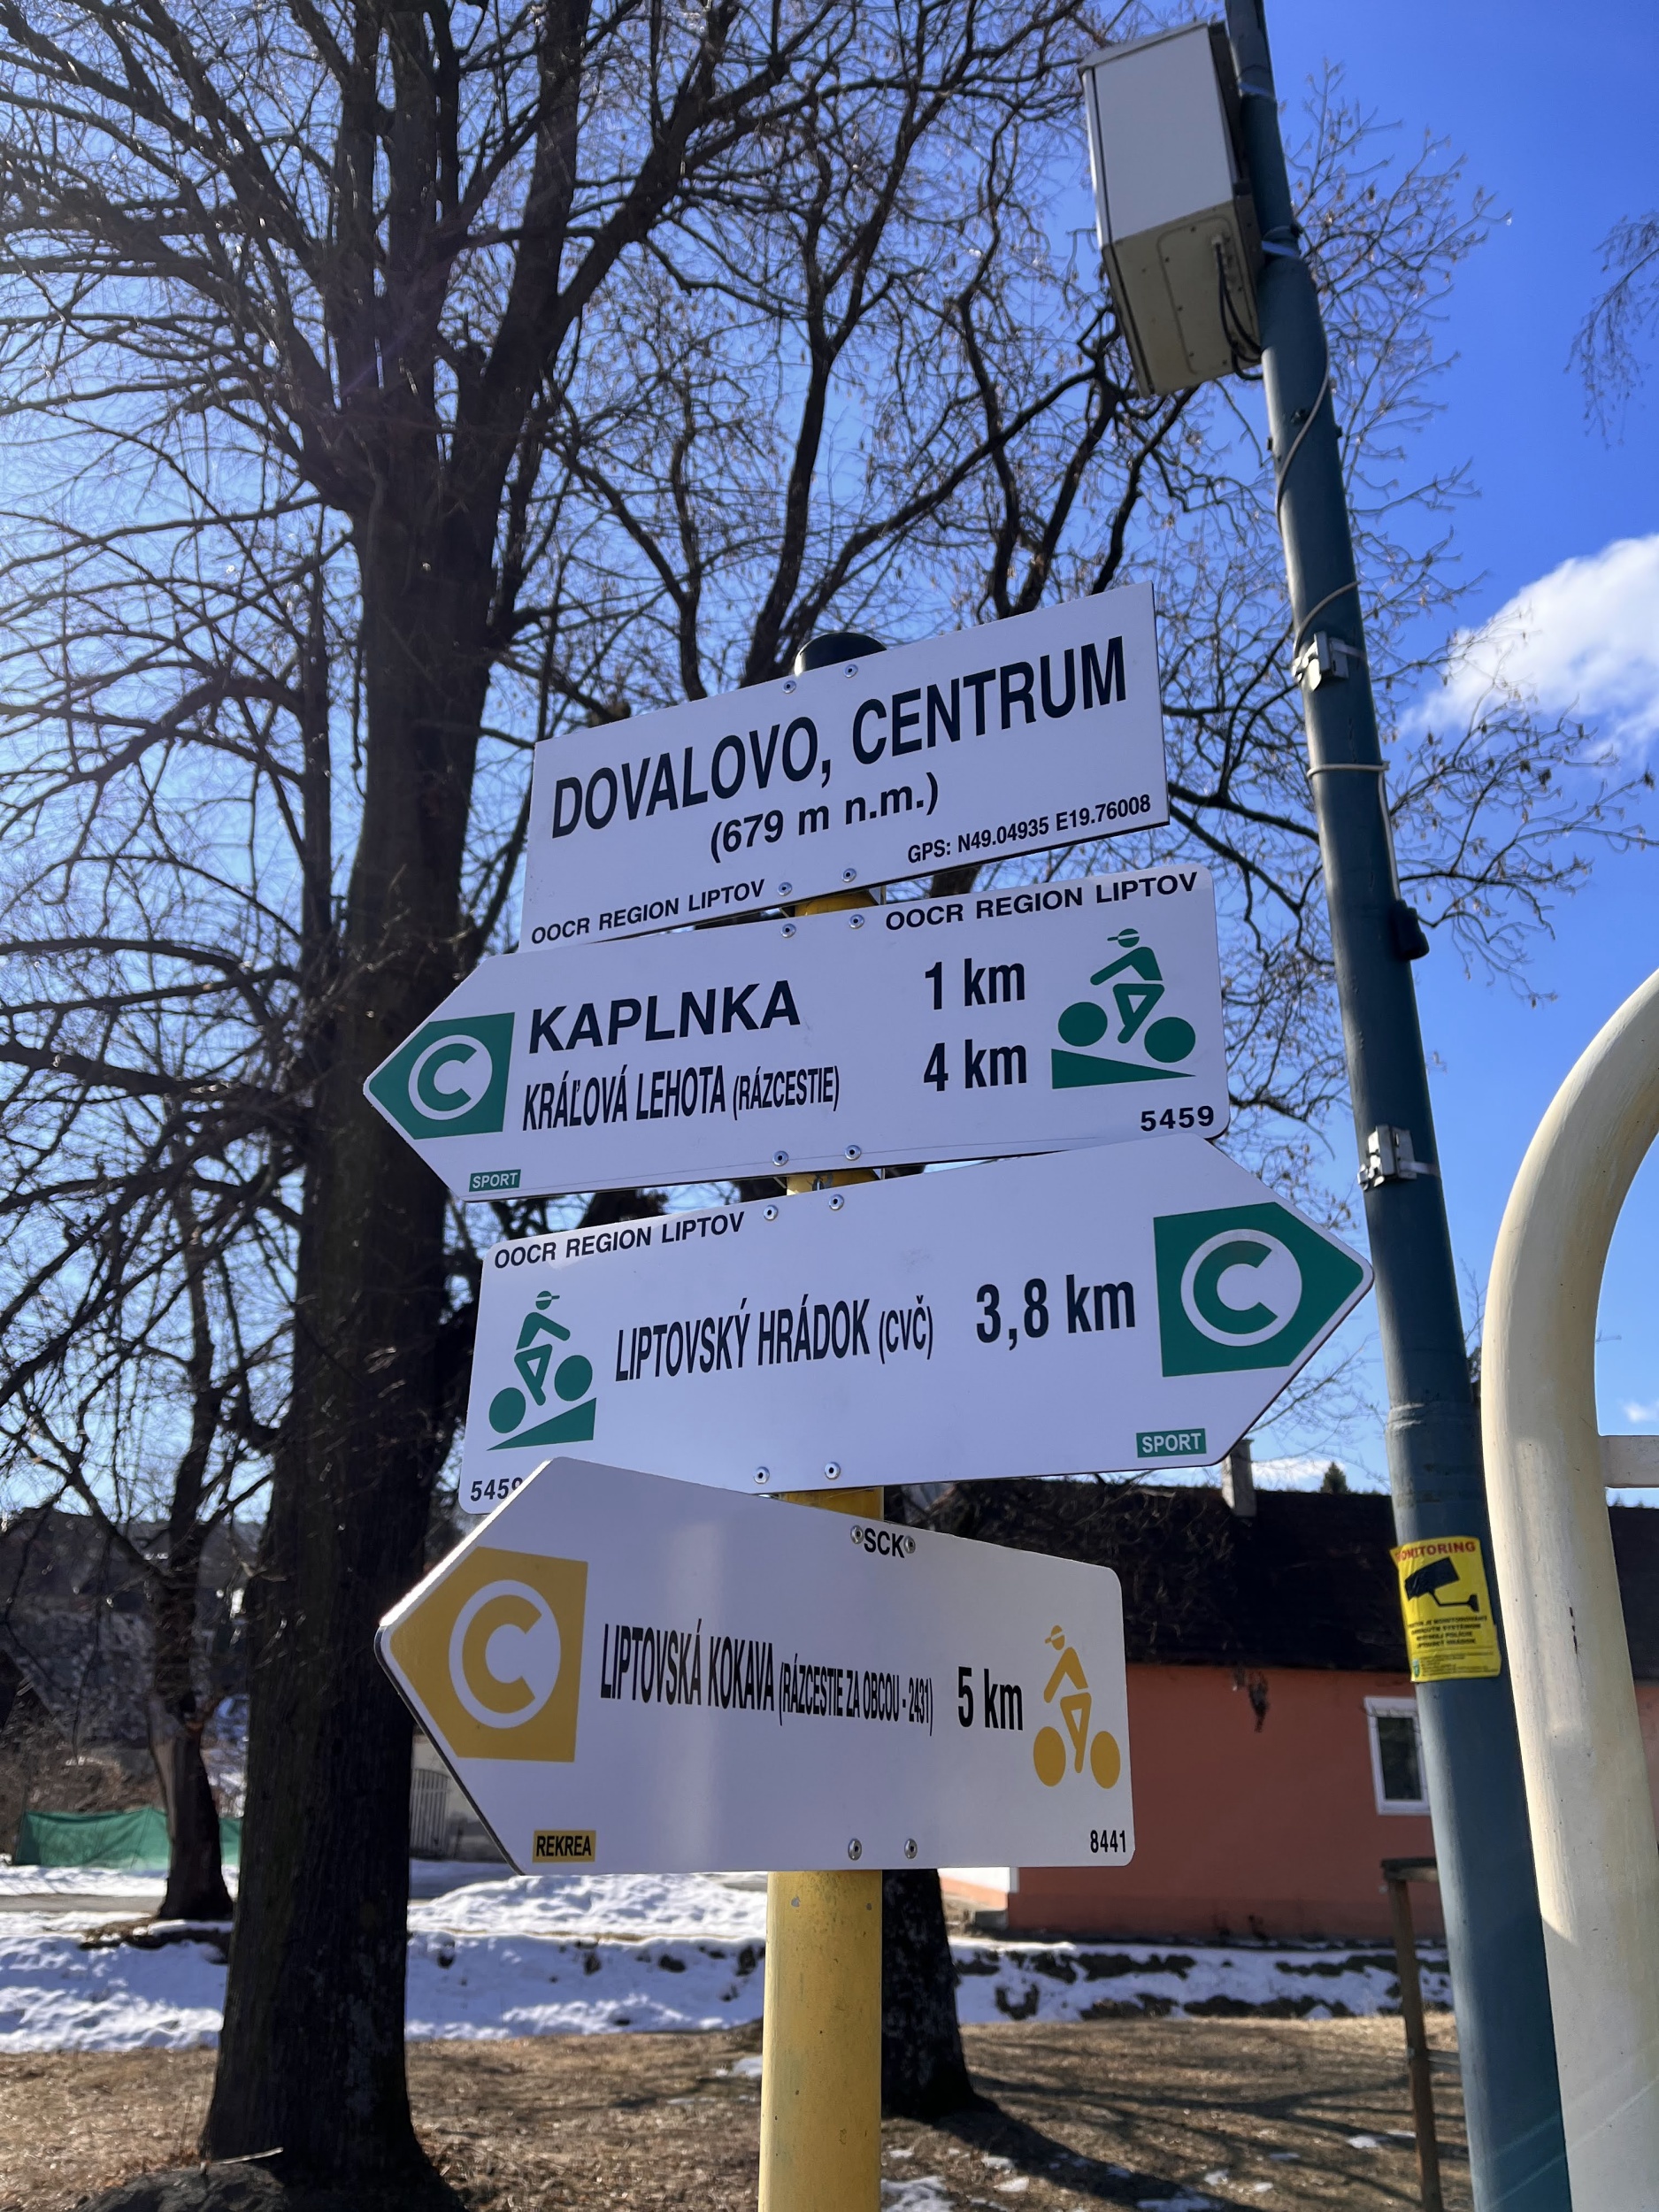 DOVALOVO, CENTRUM
(679 m n.m.)
GPS: N49.04935 E19.76008
OOCR REGION LIPTOV
OOCR REGION LIPTOV
C
KAPLNKA 1 km
KRÁĽOVÁ LEHOTA (RÁZCESTIE) 4 km
5459
SPORT
OOCR REGION LIPTOV
LIPTOVSKÝ HRÁDOK (CVČ) 3,8 km
C
SPORT
5459
SCK
C
LIPTOVSKÁ KOKAVA (RÁZCESTIE ZA OBCOU - 2431) 5 km
REKREA
8441
MONITORING